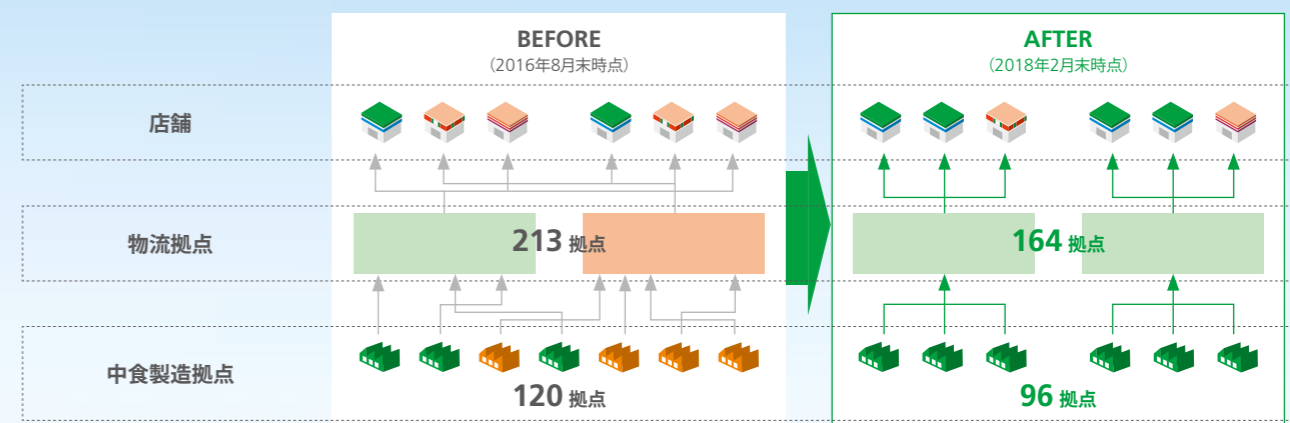 BEFORE
（2016年8月末時点）
AFTER
（2018年2月末時点）
店舗
物流拠点
213 拠点
164 拠点
中食製造拠点
120 拠点
96 拠点